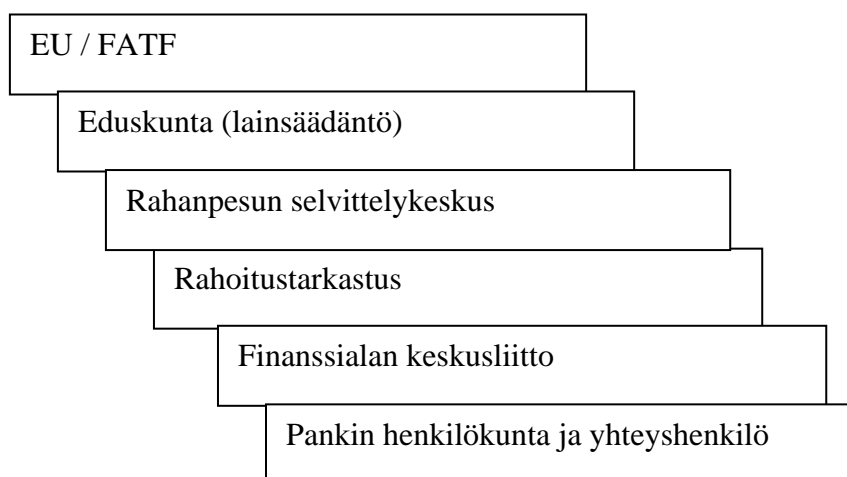 EU / FATF
Eduskunta (lainsäädäntö)
Rahanpesun selvittelykeskus
Rahoitustarkastus
Finanssialan keskusliitto
Pankin henkilökunta ja yhteyshenkilö